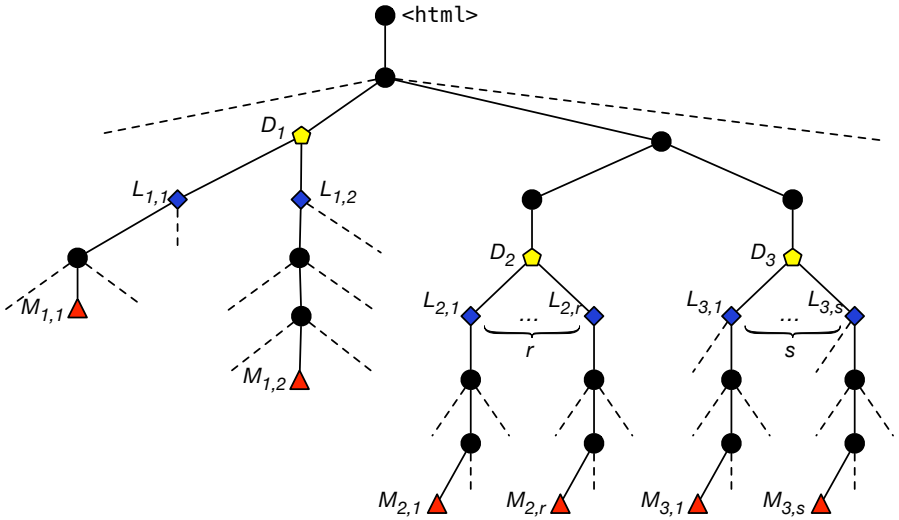 <html>
D1
L1,1
L1,2
M1,1
M1,2
D2
D3
L2,1
...
L2,r
r
L3,1
...
L3,s
s
M2,1
M2,r
M3,1
M3,s